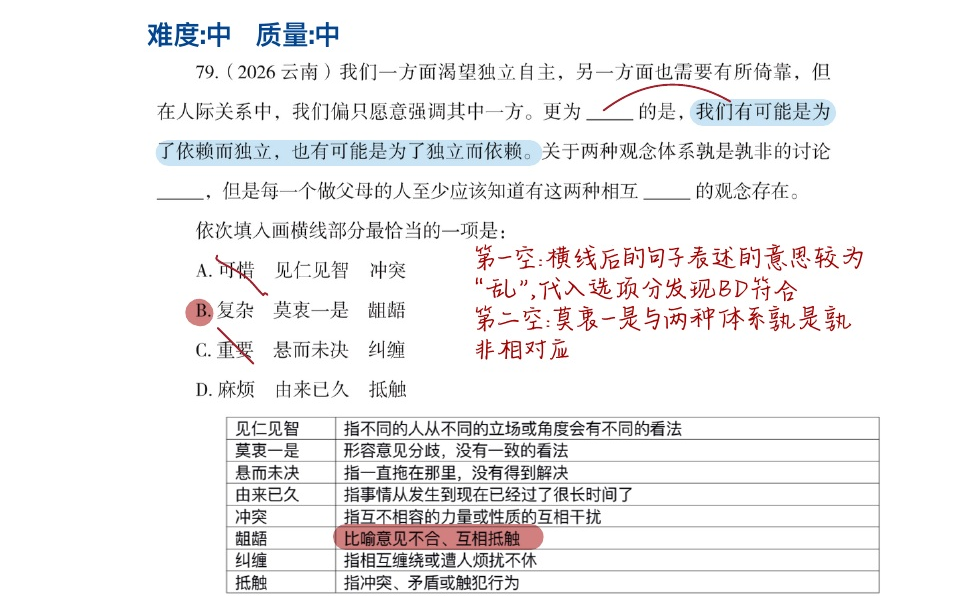 难度:中 质量:中
79.（2026 云南）我们一方面渴望独立自主，另一方面也需要有所倚靠，但
在人际关系中，我们偏只愿意强调其中一方。更为 _____ 的是，我们有可能是为
了依赖而独立，也有可能是为了独立而依赖。关于两种观念体系孰是孰非的讨论
_____，但是每一个做父母的人至少应该知道有这两种相互 _____ 的观念存在。
依次填入画横线部分最恰当的一项是：
A. 可惜 见仁见智 冲突
B. 复杂 莫衷一是 龃龉
C. 重要 悬而未决 纠缠
D. 麻烦 由来已久 抵触
第一空:横线后的句子表述的意思较为
“乱”,代入选项分发现BD符合
第二空:莫衷一是与两种体系孰是孰
非相对应
见仁见智 指不同的人从不同的立场或角度会有不同的看法
莫衷一是 形容意见分歧，没有一致的看法
悬而未决 指一直拖在那里，没有得到解决
由来已久 指事情从发生到现在已经过了很长时间了
冲突 指互不相容的力量或性质的互相干扰
龃龉 比喻意见不合、互相抵触
纠缠 指相互缠绕或遭人烦扰不休
抵触 指冲突、矛盾或触犯行为